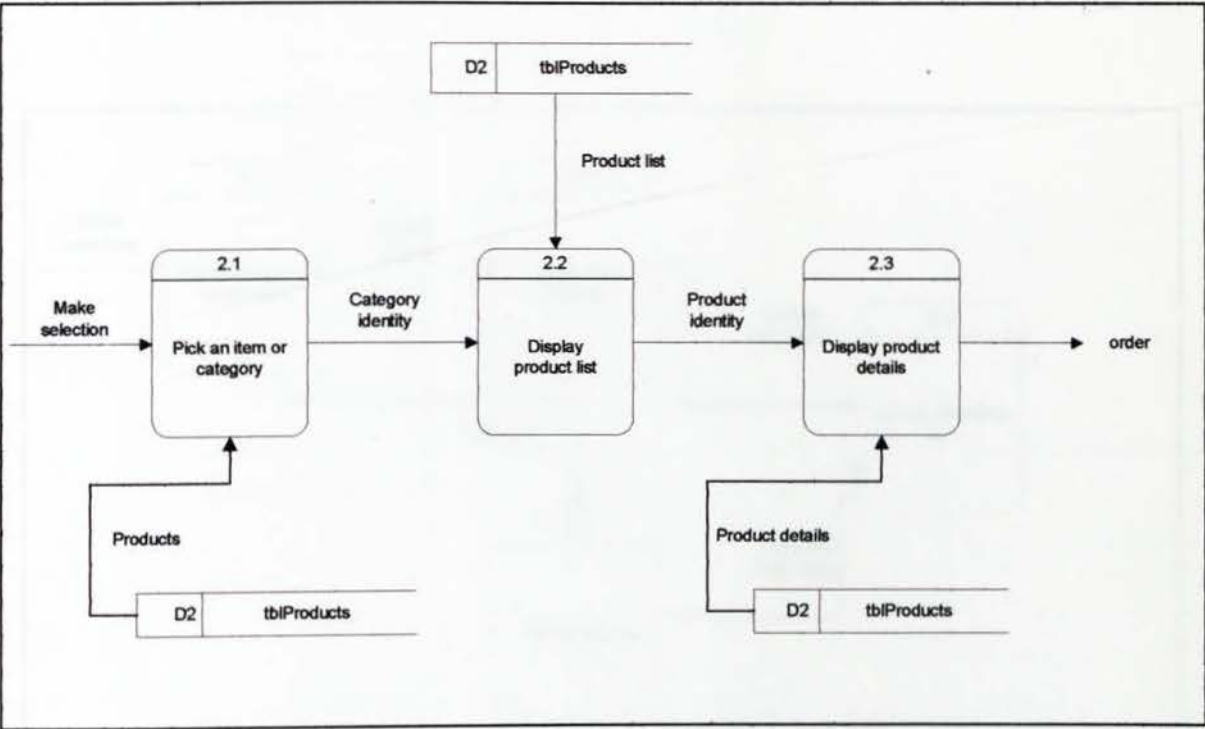 D2 tblProducts
Product list
2.1
2.2
2.3
Make
selection
Pick an item or
category
Category
identity
Display
product list
Product
identity
Display product
details
order
Products
Product details
D2 tblProducts
D2 tblProducts